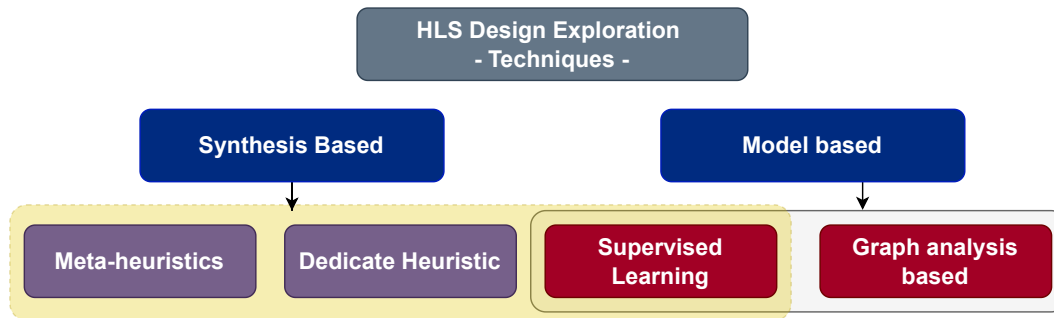 HLS Design Exploration
- Techniques -
Synthesis Based
Model based
Meta-heuristics
Dedicate Heuristic
Supervised
Learning
Graph analysis
based